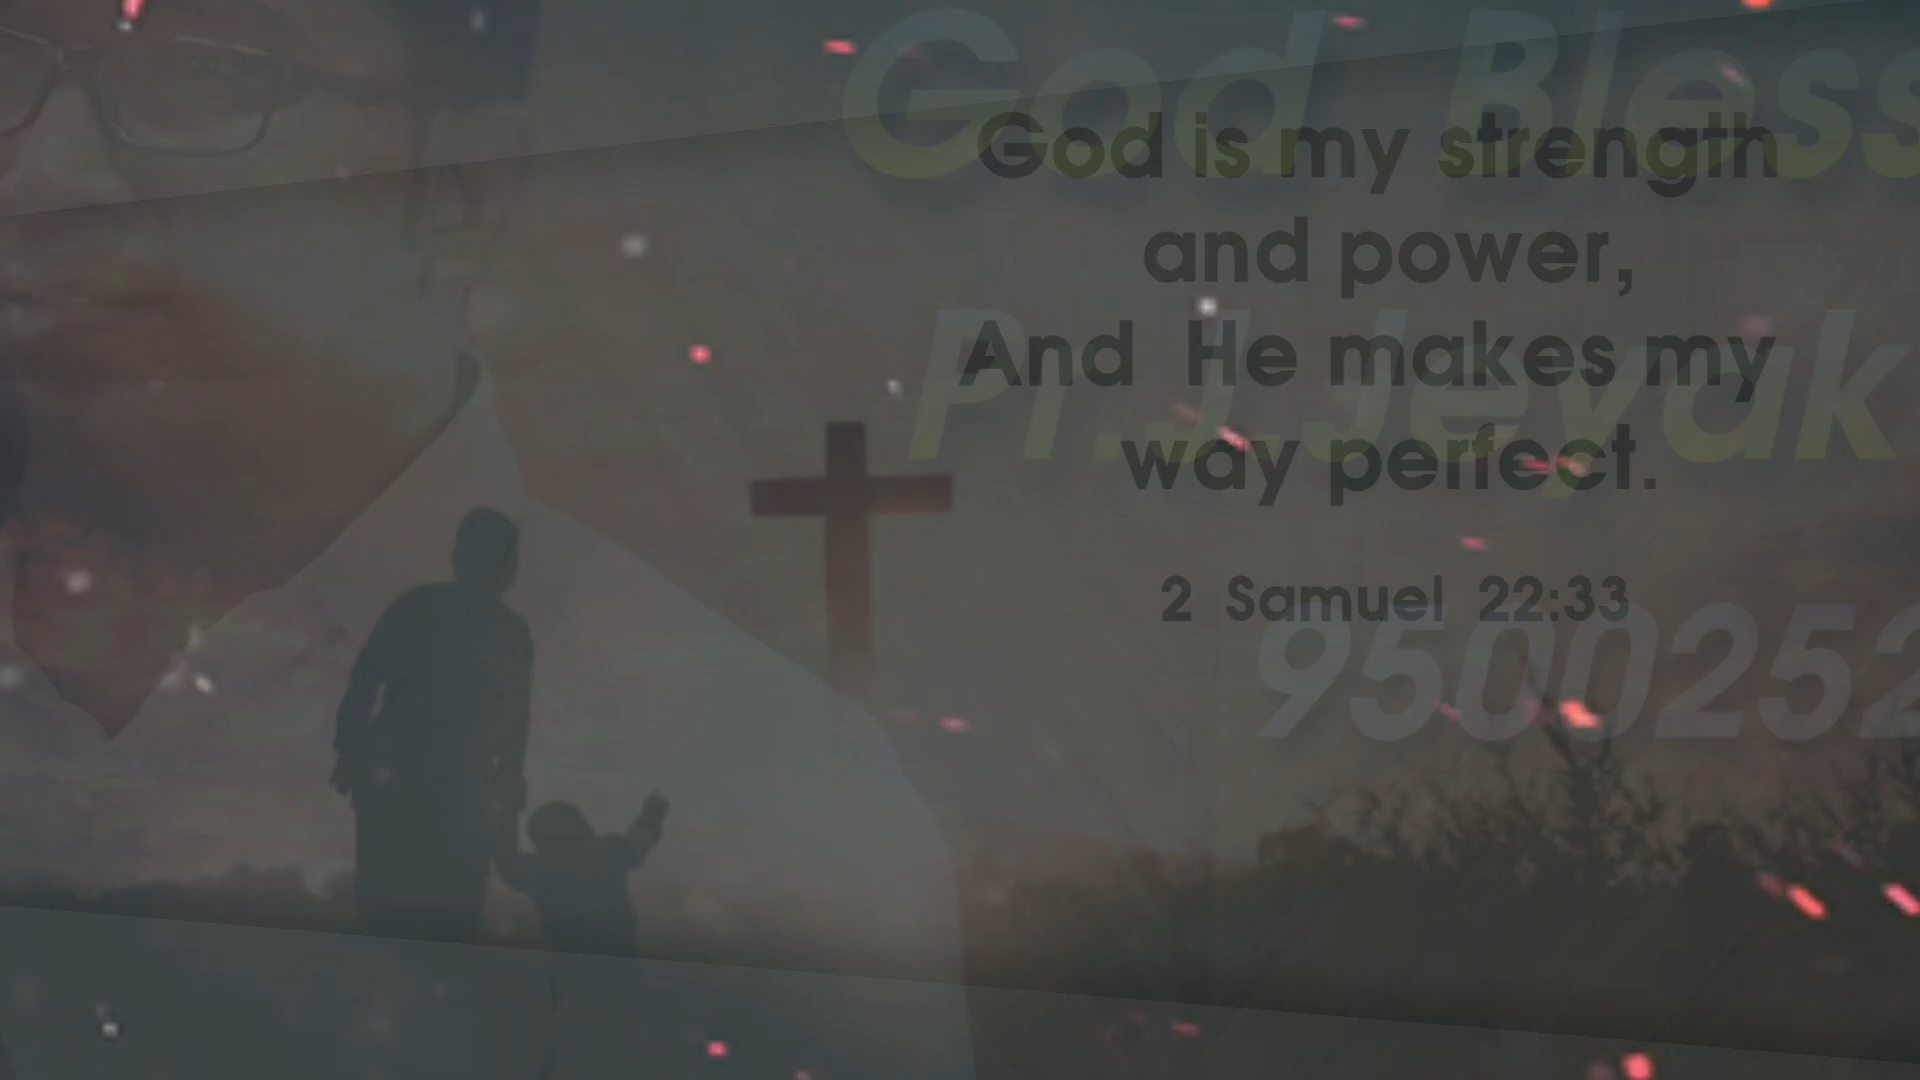 God Bless
God is my strength
and power,
And He makes my
way perfect.
Pr.J.Jeyak
2 Samuel 22:33
9500252